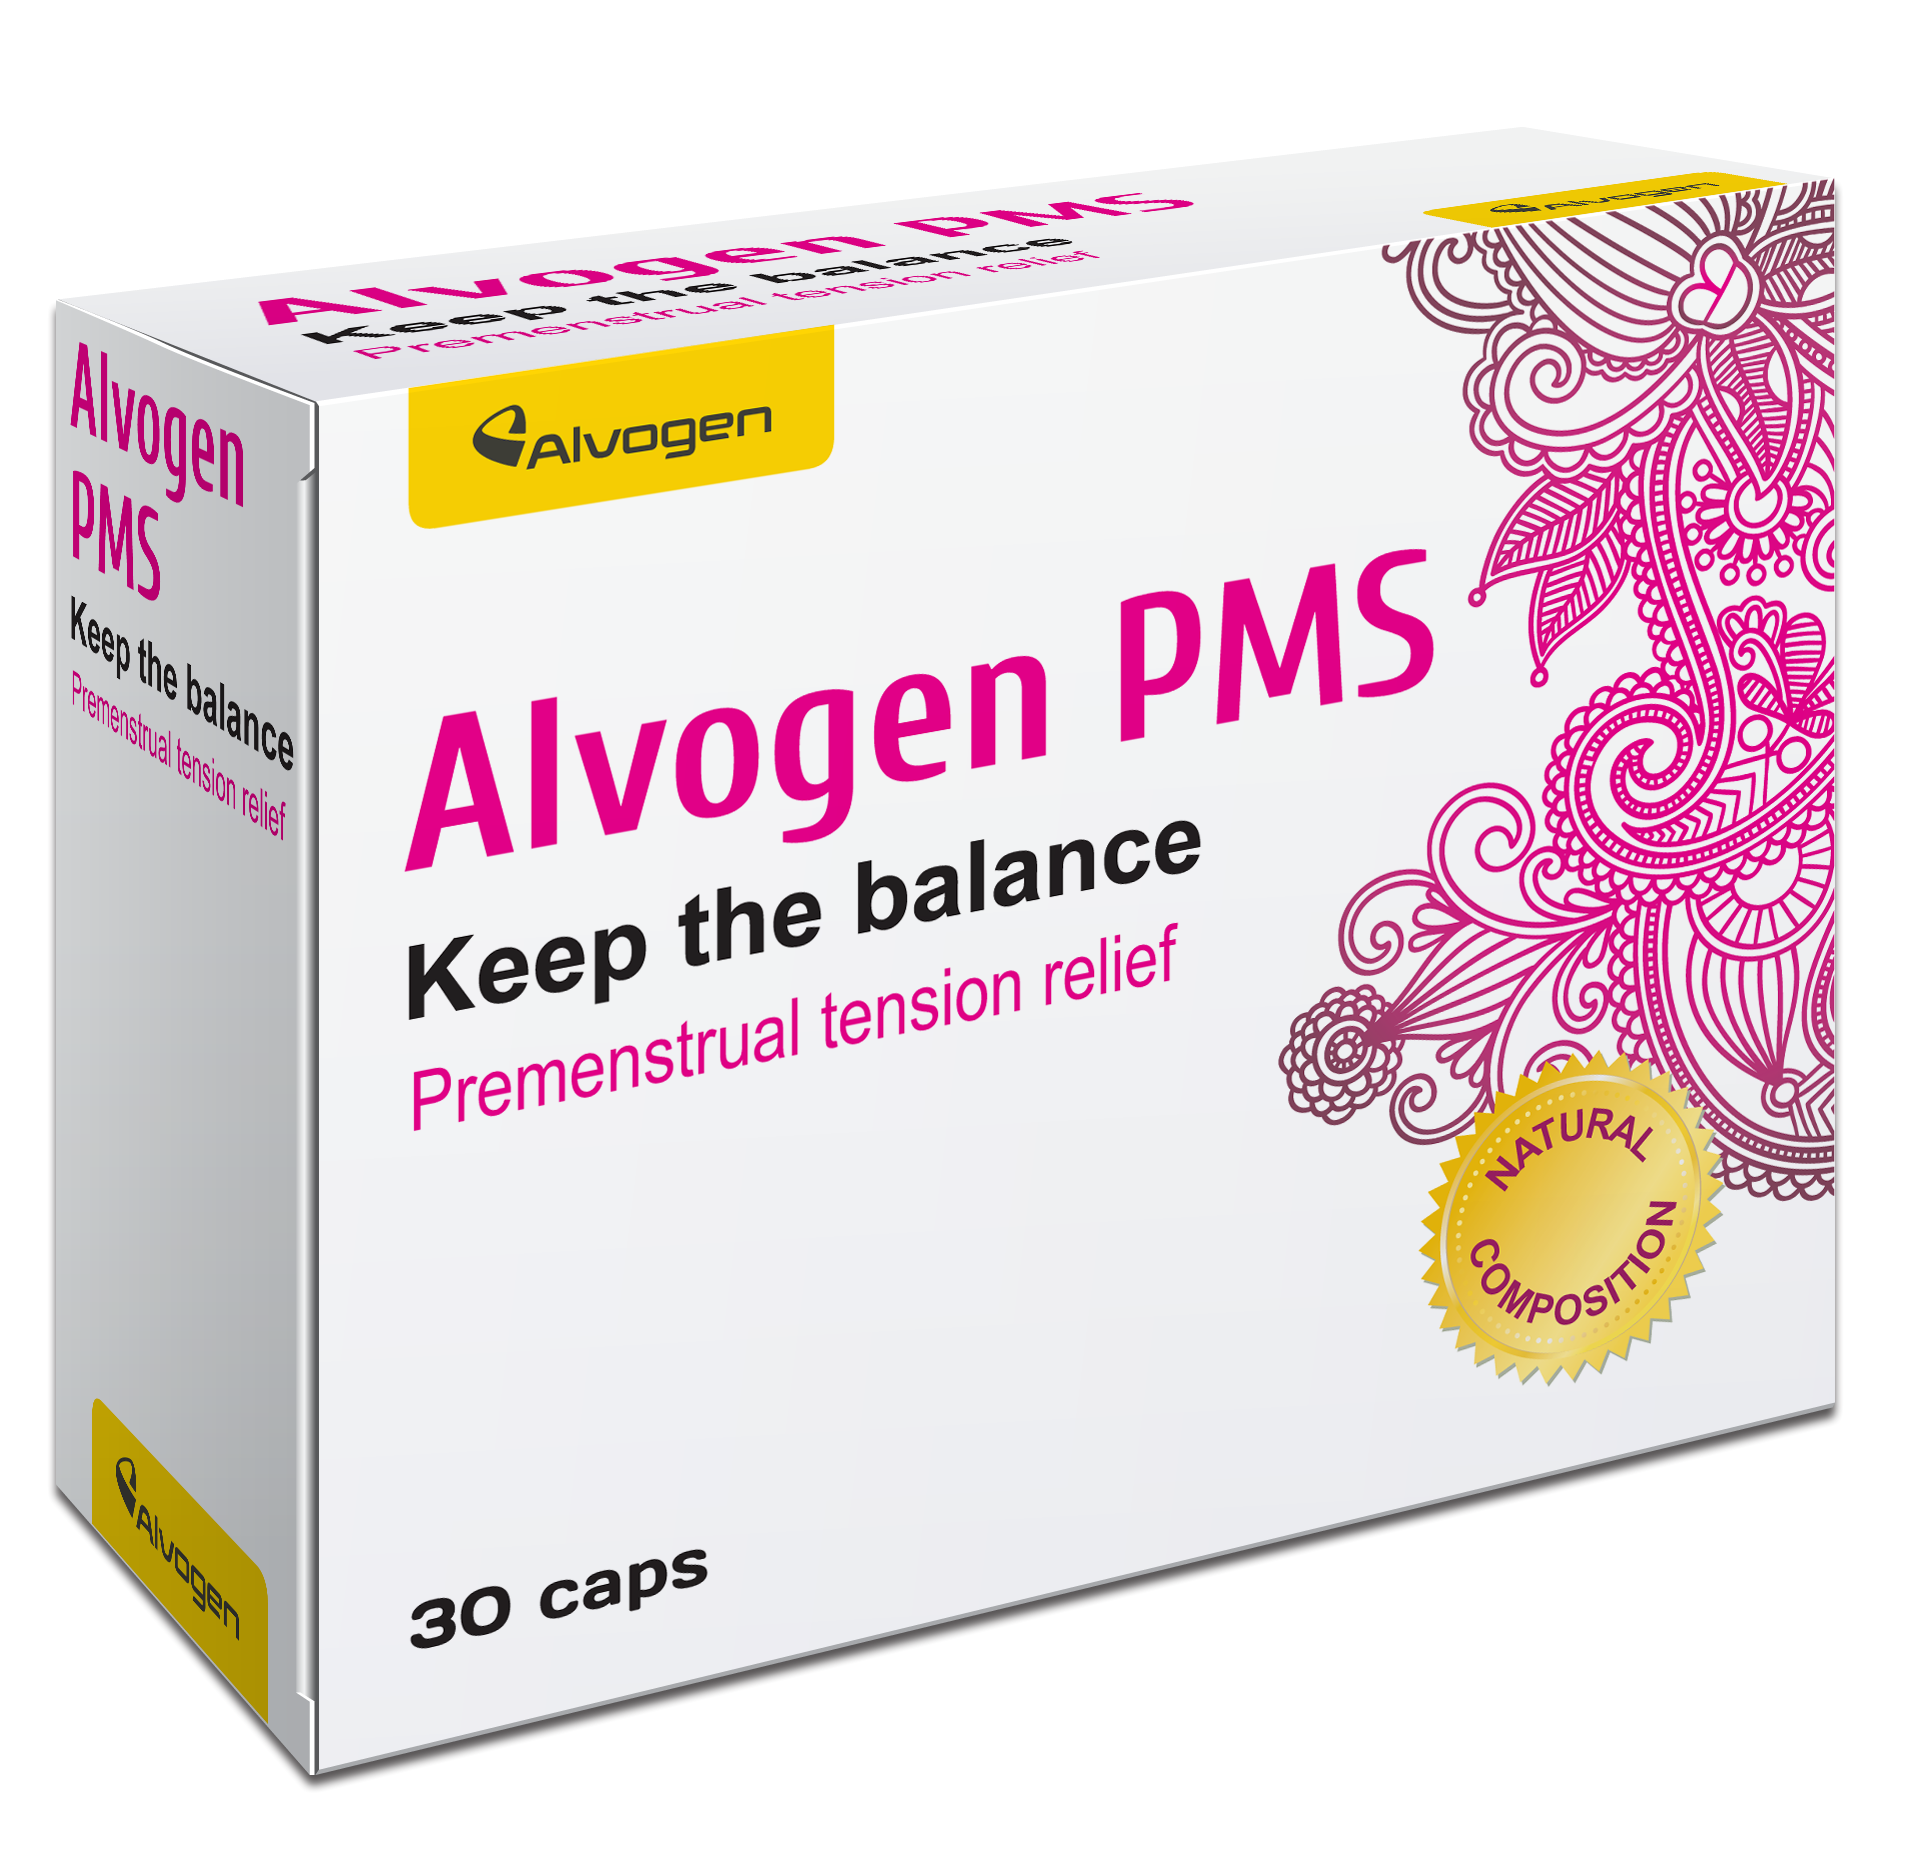 Alvogen PMS
Keep the balance
Premenstrual tension relief
Alvogen
Alvogen
PMS
Keep the balance
Premenstrual tension relief
Alvogen
Alvogen
Alvogen PMS
Keep the balance
Premenstrual tension relief
NATURAL
COMPOSITION
30 caps